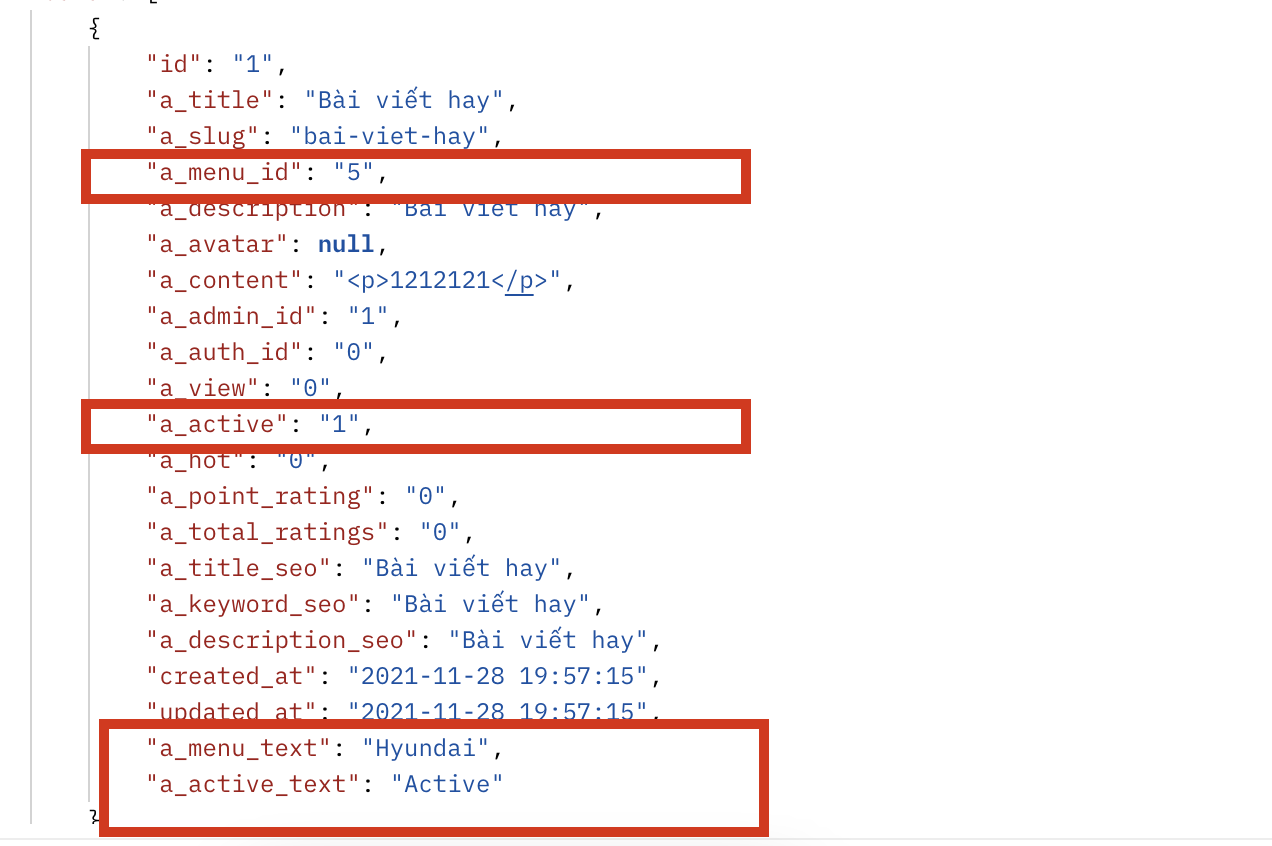 {
"id": "1",
"a_title": "Bài viết hay",
"a_slug": "bai-viet-hay",
"a_menu_id": "5",
"a_description": "Bài viết hay",
"a_avatar": null,
"a_content": "<p>1212121</p>",
"a_admin_id": "1",
"a_auth_id": "0",
"a_view": "0",
"a_active": "1",
"a_hot": "0",
"a_point_rating": "0",
"a_total_ratings": "0",
"a_title_seo": "Bài viết hay",
"a_keyword_seo": "Bài viết hay",
"a_description_seo": "Bài viết hay",
"created_at": "2021-11-28 19:57:15",
"updated_at": "2021-11-28 19:57:15",
"a_menu_text": "Hyundai",
"a_active_text": "Active"
}